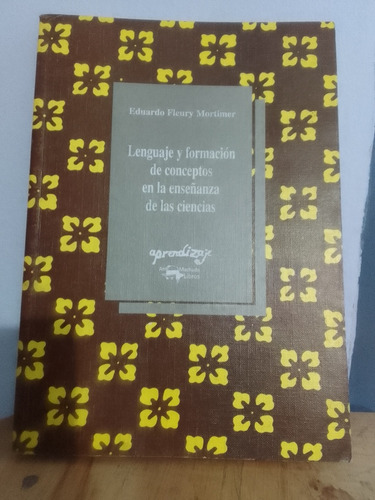 Eduardo Fleury Mortimer
Lenguaje y formación
de conceptos
en la enseñanza
de las ciencias
aprendizaje